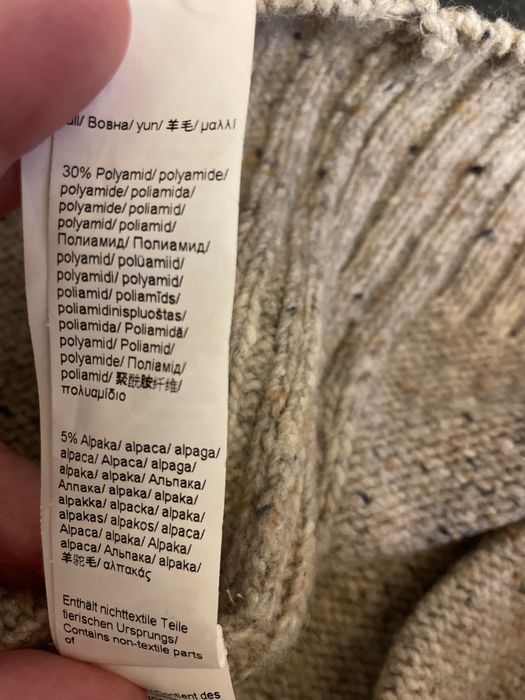 Вовна/ yun/ 羊毛/ μαλλί
30% Polyamid/ polyamide/
polyamide/ poliamida/
polyamide/ poliamid/
polyamid/ poliamid/
Полиамид/ Полиамид/
polyamid/ polüamiid/
polyamidi/ polyamid/
poliamid/ poliamīds/
poliamidinispluoštas/
poliamida/ Poliamidă/
polyamid/ Poliamid/
polyamide/ Поліамід/
poliamid/ 聚酰胺纤维/
πολυαμίδιο
5% Alpaka/ alpaca/ alpaga/
alpaca/ Alpaca/ alpaga/
alpaka/ alpaka/ Альпака/
Алпака/ alpaka/ alpaka/
alpakka/ alpacka/ alpaka/
alpakas/ alpakos/ alpaca/
Alpaca/ alpaka/ Alpaka/
alpaca/ Альпака/ alpaka/
羊驼毛/ αλπακάς
Enthält nichttextile Teile
tierischen Ursprungs/
Contains non-textile parts
of
des